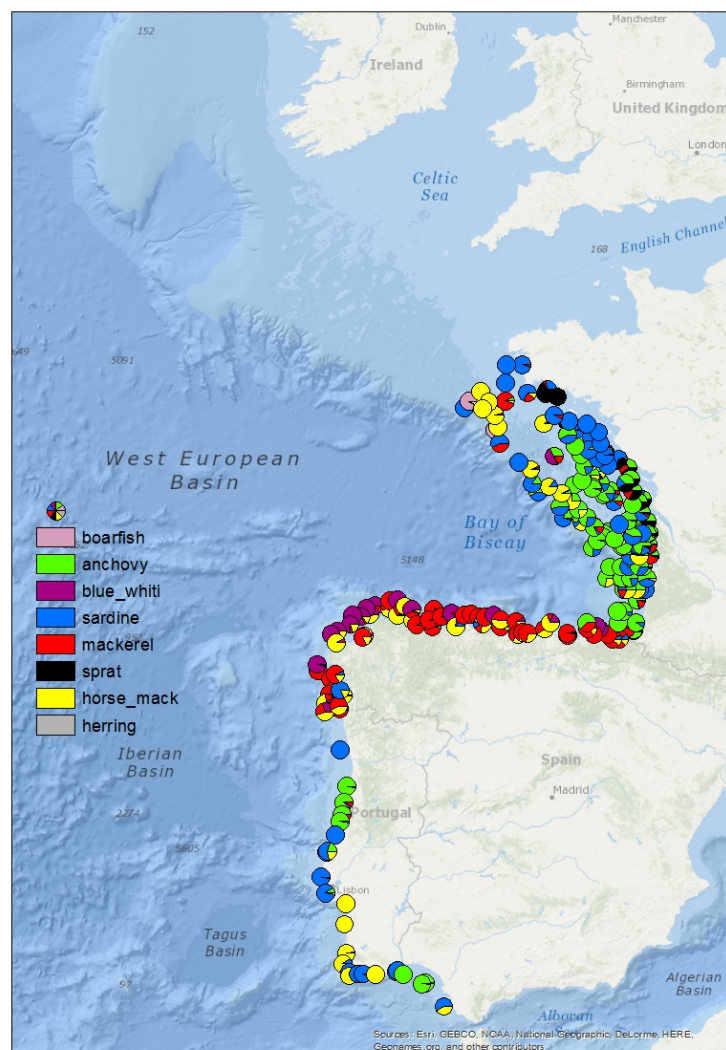 152
Dublin
Manchester
Ireland
Birmingham
United Kingdom
London
Celtic
Sea
English Channel
168
5091
West European
Basin
Bay of
Biscay
5148
boarfish
anchovy
blue_whiti
sardine
mackerel
sprat
horse_mack
herring
Iberian
Basin
Spain
Madrid
2274
Portugal
5605
Lisbon
Tagus
Basin
97
Algerian
Basin
Alboran
Sources: Esri, GEBCO, NOAA, National Geographic, DeLorme, HERE,
Geonames.org, and other contributors